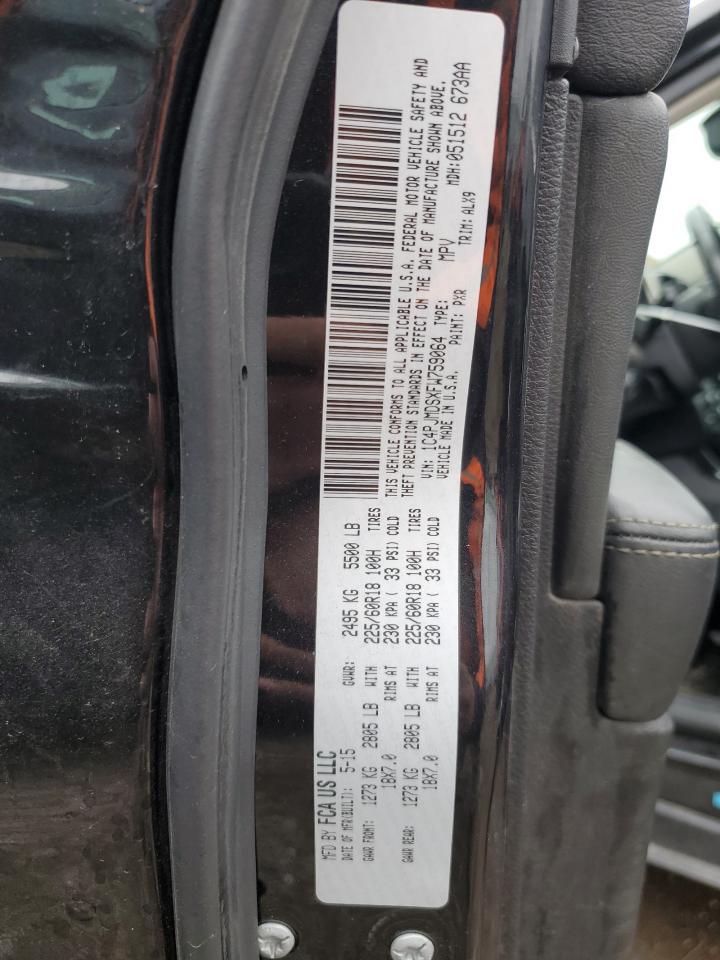 MFD BY FCA US LLC
DATE OF MFR(BUILT): 5-15 GVWR: 2495 KG 5500 LB
GAWR FRONT: 1273 KG 2805 LB WITH 225/60R18 100H TIRES
18X7.0 RIMS AT 230 KPA ( 33 PSI) COLD
GAWR REAR: 1273 KG 2805 LB WITH 225/60R18 100H TIRES
18X7.0 RIMS AT 230 KPA ( 33 PSI) COLD
THIS VEHICLE CONFORMS TO ALL APPLICABLE U.S.A. FEDERAL MOTOR VEHICLE SAFETY AND
THEFT PREVENTION STANDARDS IN EFFECT ON THE DATE OF MANUFACTURE SHOWN ABOVE.
VIN: 1C4PJMDSXFW759064 TYPE: MPV MDH:051512 673AA
VEHICLE MADE IN U.S.A. PAINT: PXR TRIM: ALX9